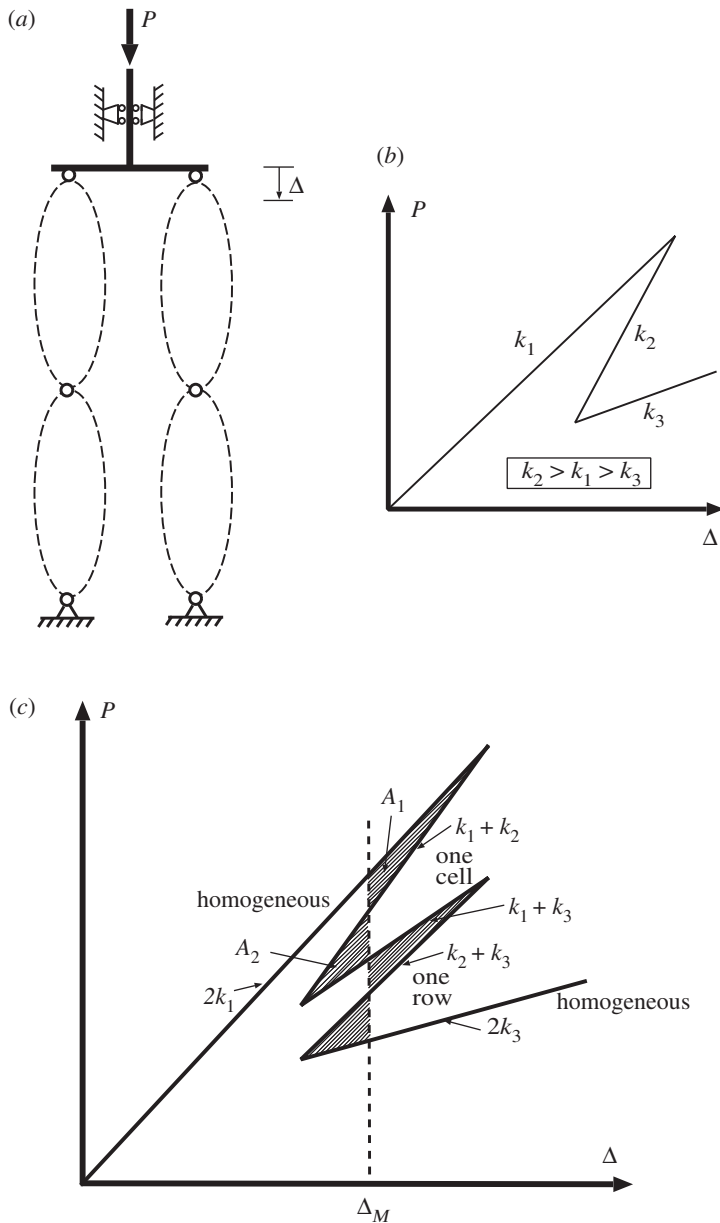 (a)
P
Δ
(b)
P
k₁
k₂
k₃
k₂ > k₁ > k₃
Δ
(c)
P
A₁
k₁ + k₂
one
cell
homogeneous
k₁ + k₃
A₂
k₂ + k₃
one
row
2k₁
homogeneous
2k₃
Δ
Δ_M